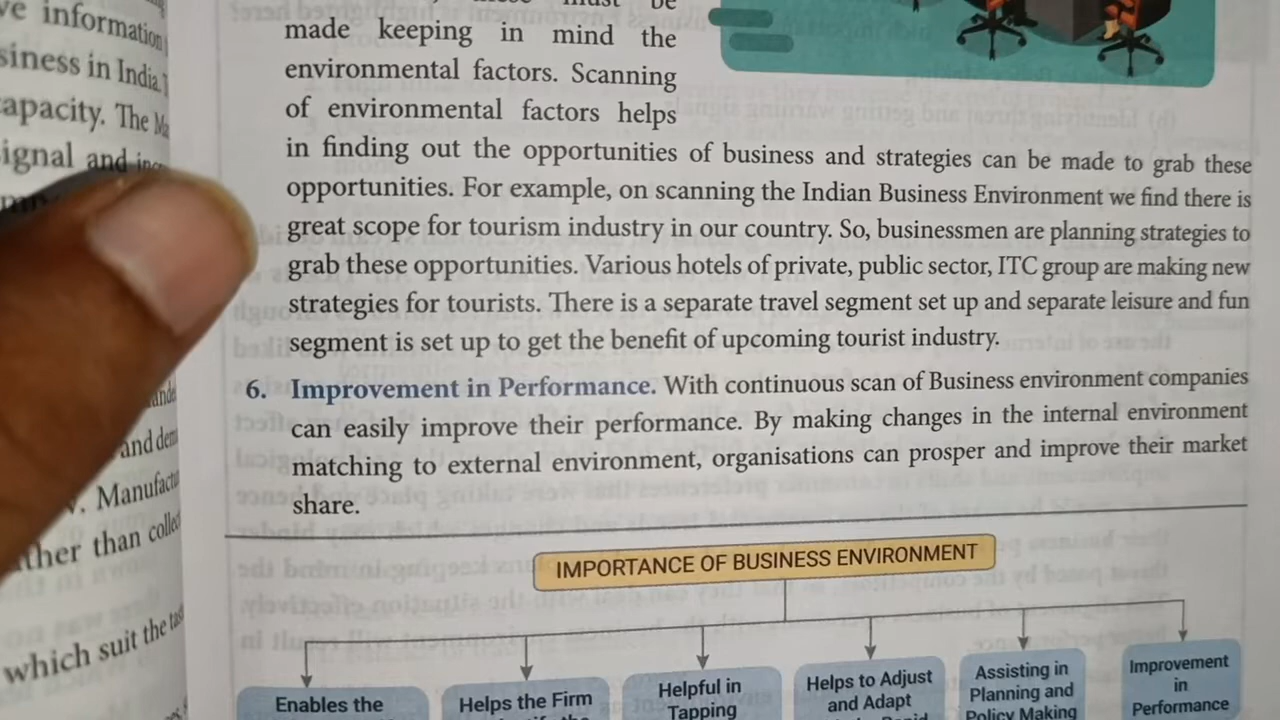 ve information
siness in India
apacity. The
ignal and
and
and
. Manufactu
ther than collec
which suit the
be
made keeping in mind the
environmental factors. Scanning
of environmental factors helps
in finding out the opportunities of business and strategies can be made to grab these
opportunities. For example, on scanning the Indian Business Environment we find there is
great scope for tourism industry in our country. So, businessmen are planning strategies to
grab these opportunities. Various hotels of private, public sector, ITC group are making new
strategies for tourists. There is a separate travel segment set up and separate leisure and fun
segment is set up to get the benefit of upcoming tourist industry.
6. Improvement in Performance. With continuous scan of Business environment companies
can easily improve their performance. By making changes in the internal environment
matching to external environment, organisations can prosper and improve their market
share.
IMPORTANCE OF BUSINESS ENVIRONMENT
Enables the
Helps the Firm
Helpful in
Tapping
Helps to Adjust
and Adapt
Assisting in
Planning and
Policy Making
Improvement
in
Performance